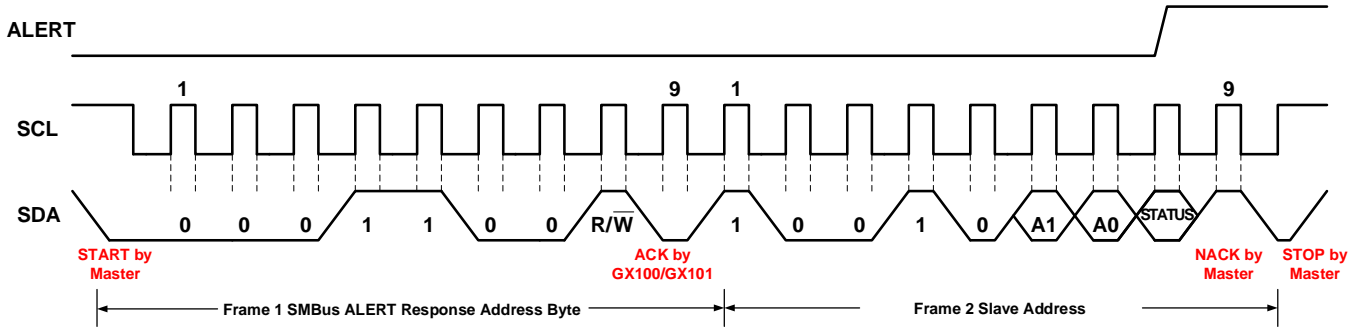 ALERT
1 9 1 9
SCL
SDA
0 0 0 1 1 0 0 R/W̅ 1 0 0 1 0 A1 A0 STATUS
START by
Master
ACK by
GX100/GX101
NACK by
Master
STOP by
Master
Frame 1 SMBus ALERT Response Address Byte
Frame 2 Slave Address